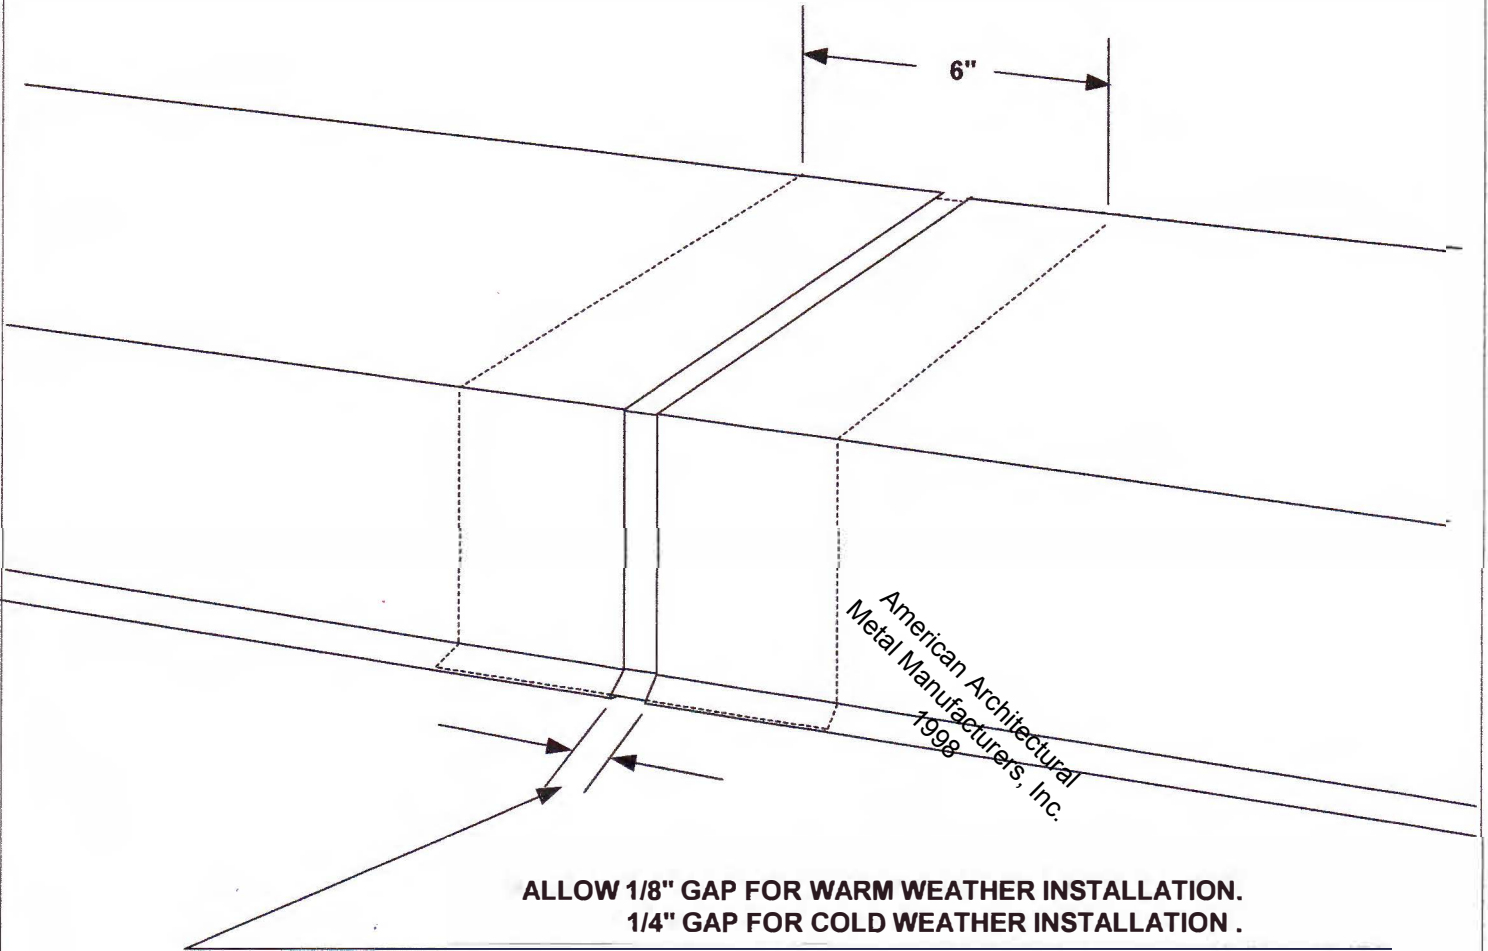 6"
American Architectural
Metal Manufacturers, Inc.
1998
ALLOW 1/8" GAP FOR WARM WEATHER INSTALLATION.
1/4" GAP FOR COLD WEATHER INSTALLATION .